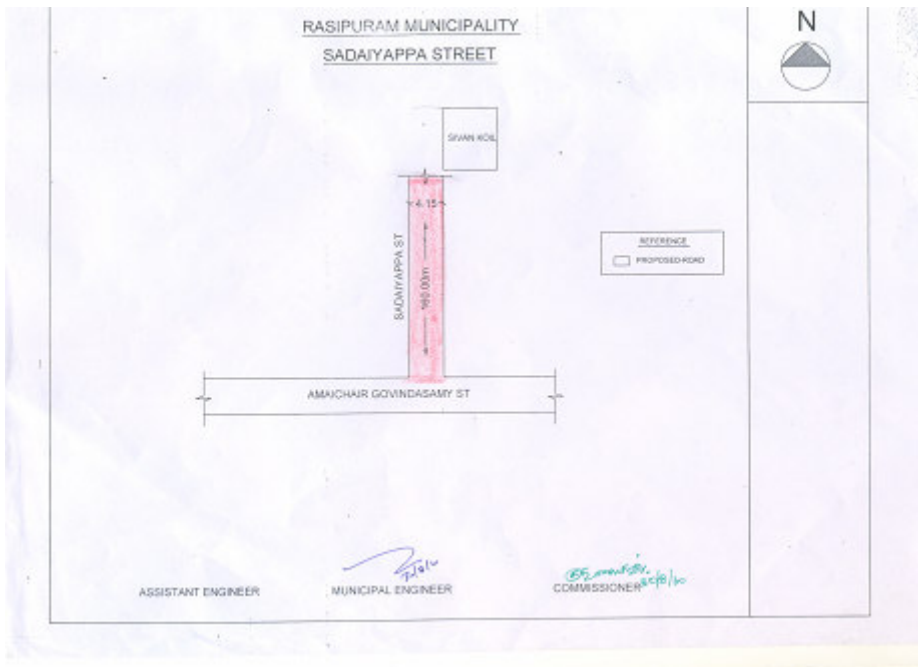 RASIPURAM MUNICIPALITY
SADAIYAPPA STREET
N
SIVAN KOIL
4.15
SADAIYAPPA ST
160.00m
REFERENCE
PROPOSED-ROAD
AMAICHAIR GOVINDASAMY ST
ASSISTANT ENGINEER
MUNICIPAL ENGINEER
COMMISSIONER